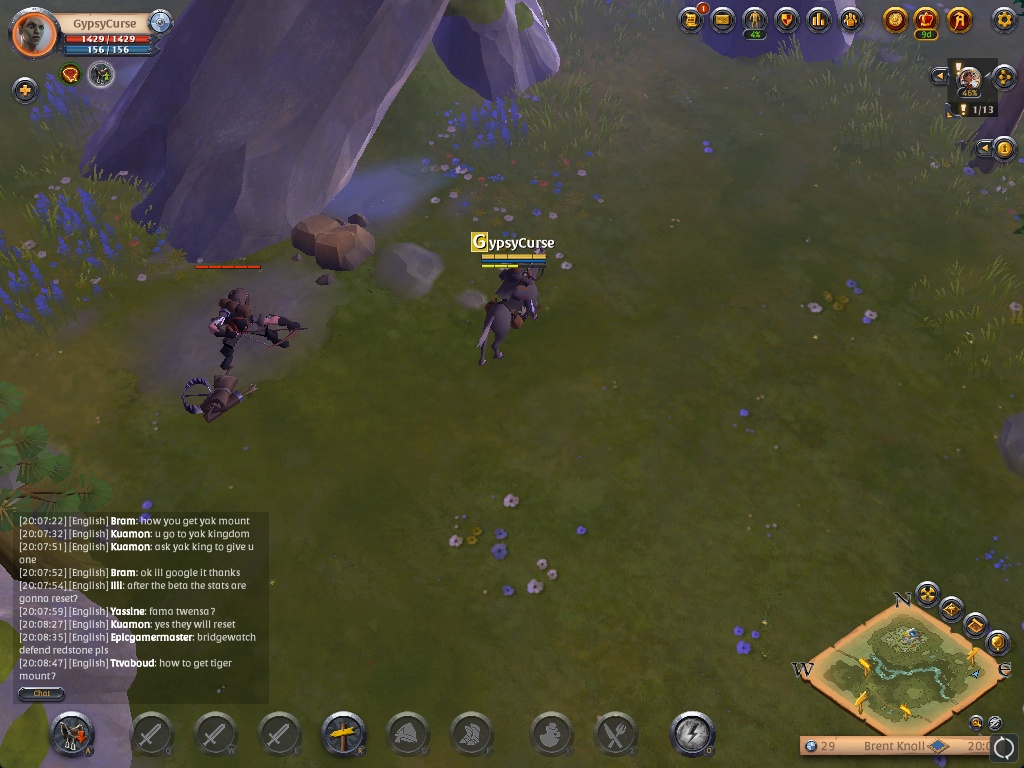 GypsyCurse
1429 / 1429
156 / 156
1
4%
9d
46%
1/13
GypsyCurse
[20:07:22] [English] Bram: how you get yak mount
[20:07:32] [English] Kuamon: u go to yak kingdom
[20:07:51] [English] Kuamon: ask yak king to give u
one
[20:07:52] [English] Bram: ok ill google it thanks
[20:07:54] [English] Illi: after the beta the stats are
gonna reset?
[20:07:59] [English] Yassine: fama twensa ?
[20:08:27] [English] Kuamon: yes they will reset
[20:08:35] [English] Epicgamermaster: bridgewatch
defend redstone pls
[20:08:47] [English] Ttvaboud: how to get tiger
mount?
Chat
N
W
E
A
Q
W
E
R
D
F
2
O
29
Brent Knoll